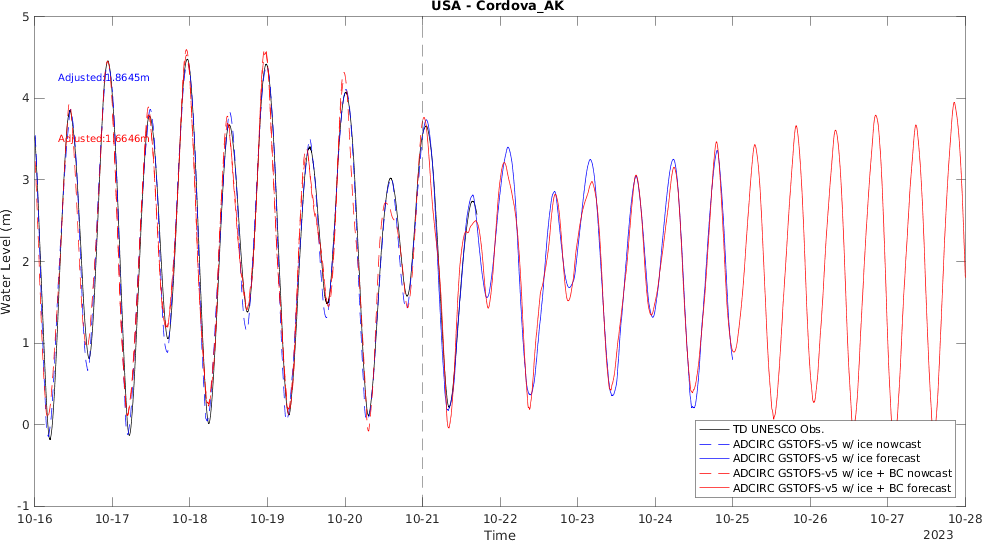 USA - Cordova_AK
5
4
3
2
1
0
-1
Water Level (m)
Adjusted:1.8645m
Adjusted:1.6646m
TD UNESCO Obs.
ADCIRC GSTOFS-v5 w/ ice nowcast
ADCIRC GSTOFS-v5 w/ ice forecast
ADCIRC GSTOFS-v5 w/ ice + BC nowcast
ADCIRC GSTOFS-v5 w/ ice + BC forecast
10-16 10-17 10-18 10-19 10-20 10-21 10-22 10-23 10-24 10-25 10-26 10-27 10-28
Time
2023